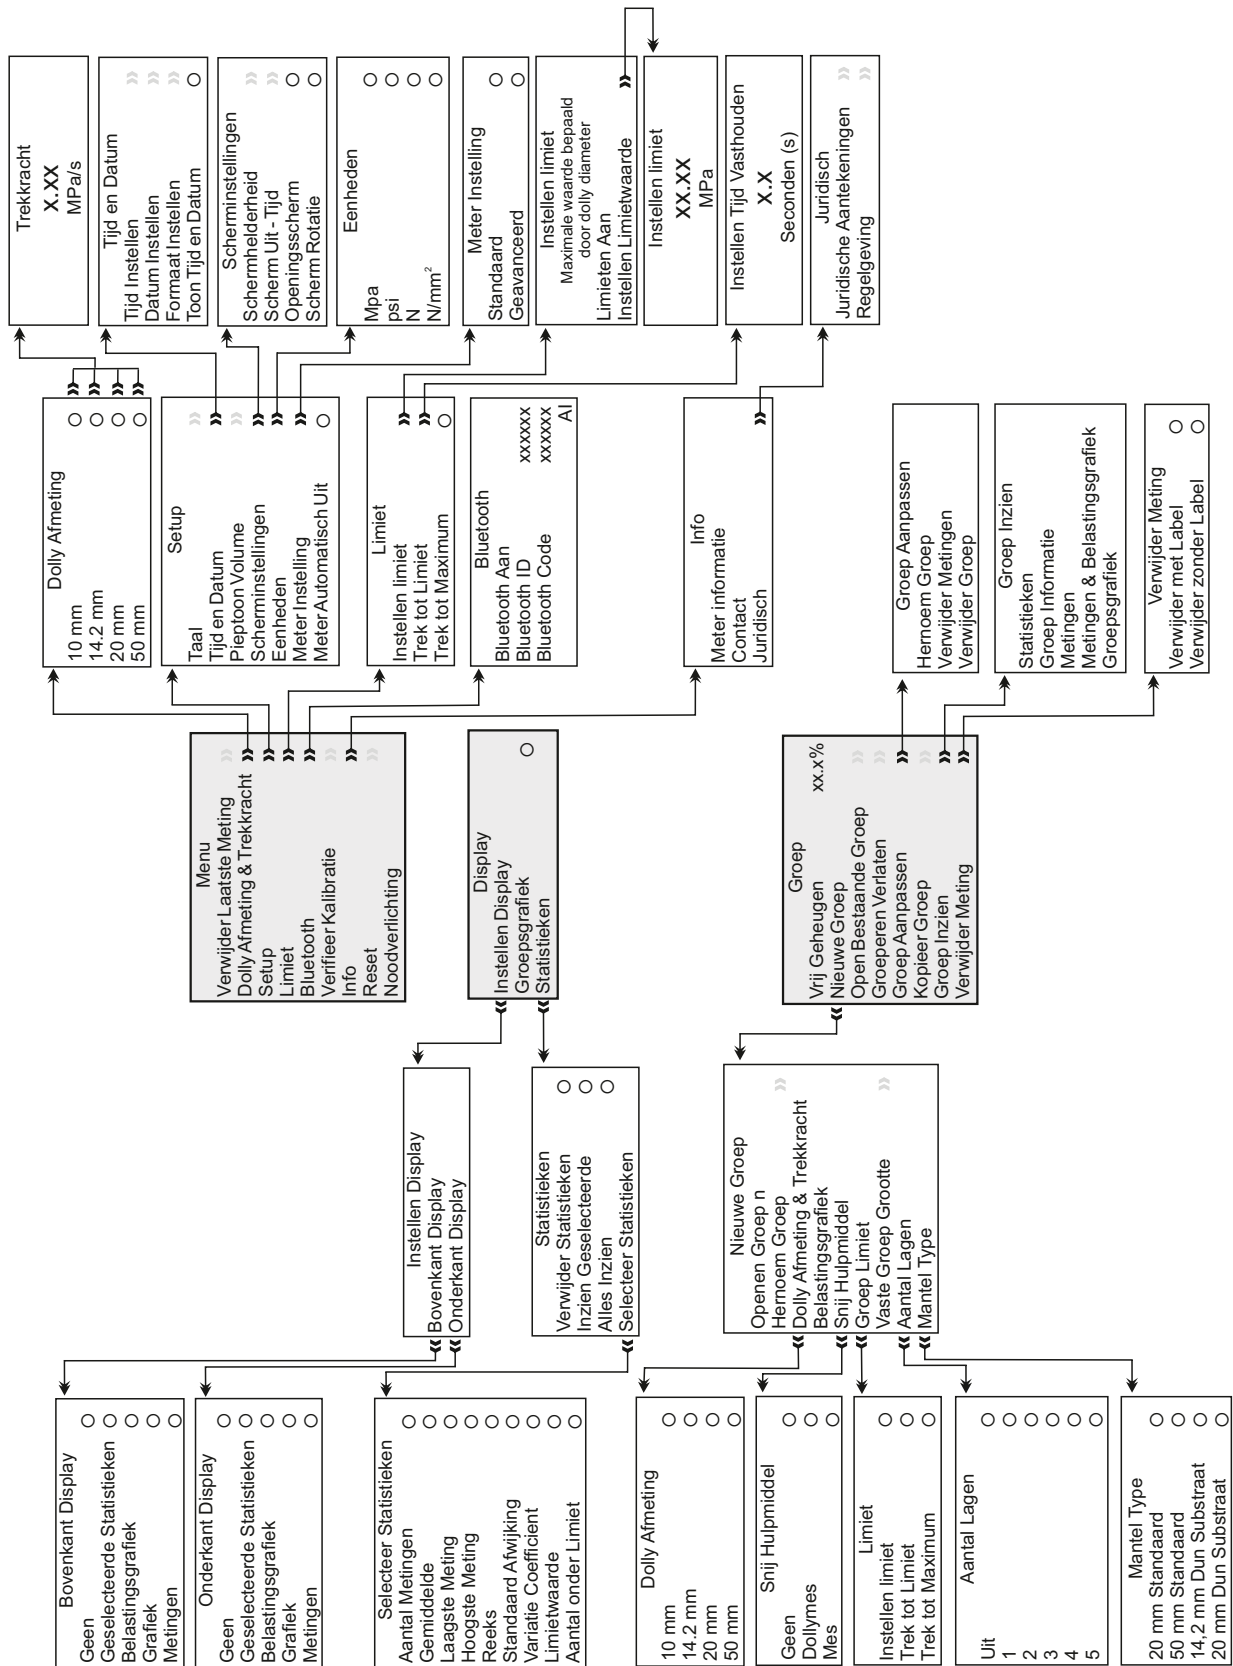 Bovenkant Display
Geen
Geselecteerde Statistieken
Belastingsgrafiek
Grafiek
Metingen
Onderkant Display
Geen
Geselecteerde Statistieken
Belastingsgrafiek
Grafiek
Metingen
Selecteer Statistieken
Aantal Metingen
Gemiddelde
Laagste Meting
Hoogste Meting
Reeks
Standaard Afwijking
Variatie Coefficient
Limietwaarde
Aantal onder Limiet
Dolly Afmeting
10 mm
14.2 mm
20 mm
50 mm
Snij Hulpmiddel
Geen
Dollymes
Mes
Limiet
Instellen limiet
Trek tot Limiet
Trek tot Maximum
Aantal Lagen
Uit
1
2
3
4
5
Mantel Type
20 mm Standaard
50 mm Standaard
14,2 mm Dun Substraat
20 mm Dun Substraat
Instellen Display
Bovenkant Display
Onderkant Display
Statistieken
Verwijder Statistieken
Inzien Geselecteerde
Alles Inzien
Selecteer Statistieken
Nieuwe Groep
Openen Groep n
Hernoem Groep
Dolly Afmeting & Trekkracht
Belastingsgrafiek
Snij Hulpmiddel
Groep Limiet
Vaste Groep Grootte
Aantal Lagen
Mantel Type
Menu
Verwijder Laatste Meting
Dolly Afmeting & Trekkracht
Setup
Limiet
Bluetooth
Verifieer Kalibratie
Info
Reset
Noodverlichting
Display
Instellen Display
Groepsgrafiek
Statistieken
Groep
Vrij Geheugen xx.x%
Nieuwe Groep
Open Bestaande Groep
Groeperen Verlaten
Groep Aanpassen
Kopieer Groep
Groep Inzien
Verwijder Meting
Dolly Afmeting
10 mm
14.2 mm
20 mm
50 mm
Setup
Taal
Tijd en Datum
Pieptoon Volume
Scherminstellingen
Eenheden
Meter Instelling
Meter Automatisch Uit
Limiet
Instellen limiet
Trek tot Limiet
Trek tot Maximum
Bluetooth
Bluetooth Aan
Bluetooth ID xxxxxx
Bluetooth Code xxxxxx
AI
Info
Meter informatie
Contact
Juridisch
Groep Aanpassen
Hernoem Groep
Verwijder Metingen
Verwijder Groep
Groep Inzien
Statistieken
Groep Informatie
Metingen
Metingen & Belastingsgrafiek
Groepsgrafiek
Verwijder Meting
Verwijder met Label
Verwijder zonder Label
Trekkracht
X.XX
MPa/s
Tijd en Datum
Tijd Instellen
Datum Instellen
Formaat Instellen
Toon Tijd en Datum
Scherminstellingen
Schermhelderheid
Scherm Uit - Tijd
Openingsscherm
Scherm Rotatie
Eenheden
Mpa
psi
N
N/mm²
Meter Instelling
Standaard
Geavanceerd
Instellen limiet
Maximale waarde bepaald
door dolly diameter
Limieten Aan
Instellen Limietwaarde
Instellen limiet
XX.XX
MPa
Instellen Tijd Vasthouden
X.X
Seconden (s)
Juridisch
Juridische Aantekeningen
Regelgeving